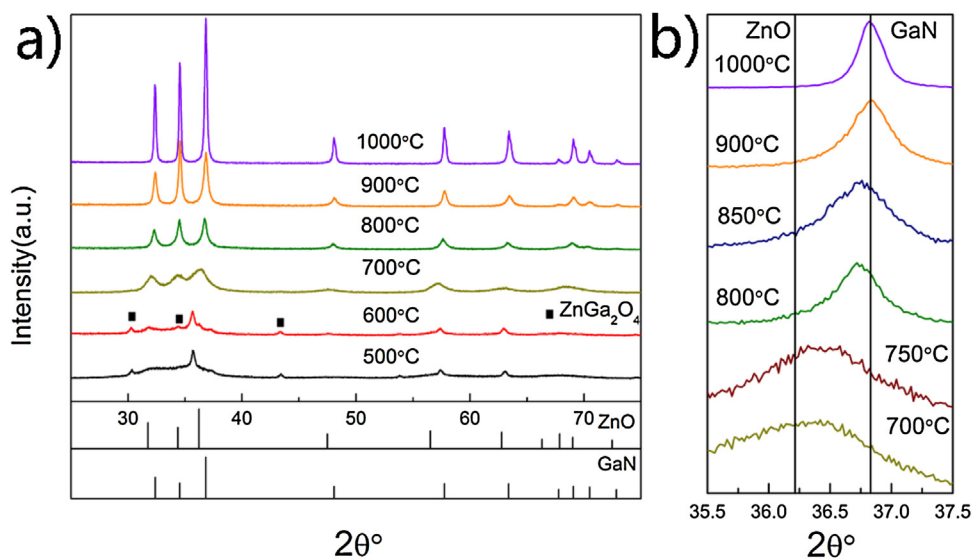 a)
Intensity(a.u.)
1000°C
900°C
800°C
700°C
600°C
ZnGa₂O₄
500°C
30 40 50 60 70
ZnO
GaN
2θ°
b)
ZnO GaN
1000°C
900°C
850°C
800°C
750°C
700°C
35.5 36.0 36.5 37.0 37.5
2θ°